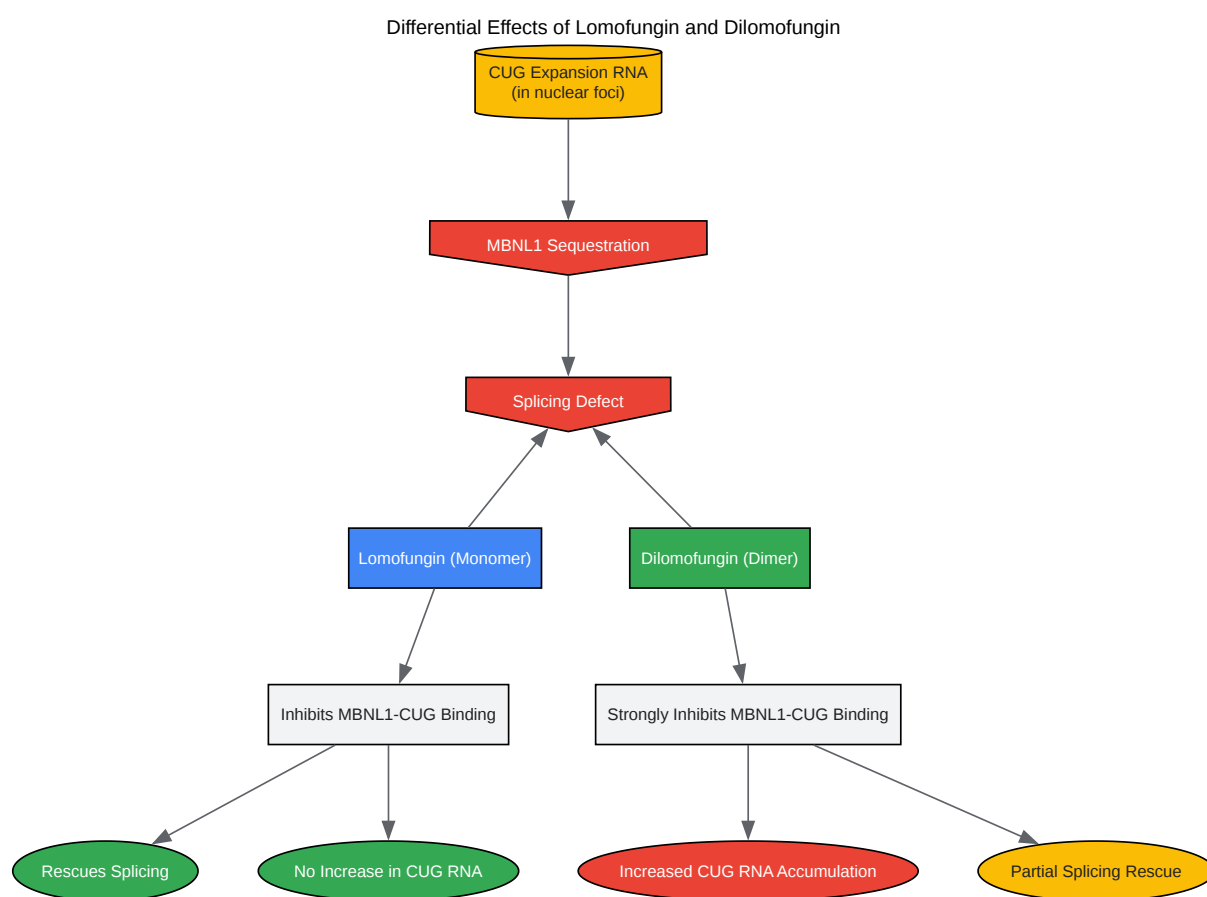 Differential Effects of Lomofungin and Dilomofungin
CUG Expansion RNA
(in nuclear foci)
MBNL1 Sequestration
Splicing Defect
Lomofungin (Monomer)
Dilomofungin (Dimer)
Inhibits MBNL1-CUG Binding
Strongly Inhibits MBNL1-CUG Binding
Rescues Splicing
No Increase in CUG RNA
Increased CUG RNA Accumulation
Partial Splicing Rescue